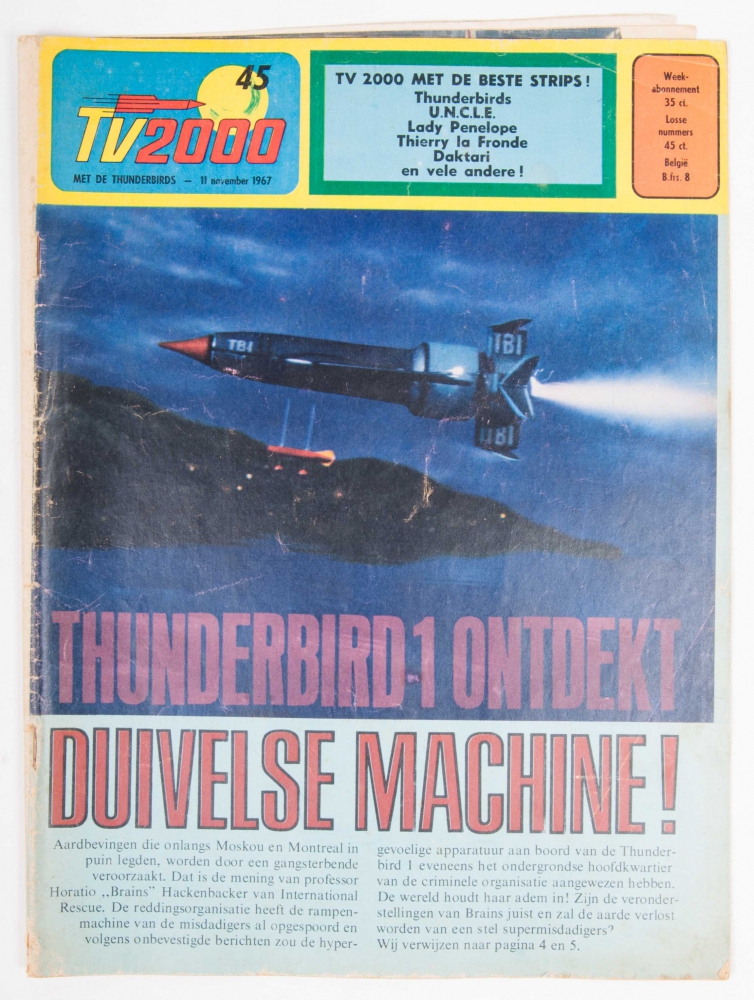 45
TV2000
MET DE THUNDERBIRDS — 11 november 1967
TV 2000 MET DE BESTE STRIPS!
Thunderbirds
U.N.C.L.E.
Lady Penelope
Thierry la Fronde
Daktari
en vele andere!
Week-
abonnement
35 ct.
Losse
nummers
45 ct.
België
B.frs. 8
TB1
TB1
TB1
THUNDERBIRD 1 ONTDEKT
DUIVELSE MACHINE!
Aardbevingen die onlangs Moskou en Montreal in
puin legden, worden door een gangsterbende
veroorzaakt. Dat is de mening van professor
Horatio „Brains” Hackenbacker van International
Rescue. De reddingsorganisatie heeft de rampen-
machine van de misdadigers al opgespoord en
volgens onbevestigde berichten zou de hyper-
gevoelige apparatuur aan boord van de Thunder-
bird 1 eveneens het ondergrondse hoofdkwartier
van de criminele organisatie aangewezen hebben.
De wereld houdt haar adem in! Zijn de veronder-
stellingen van Brains juist en zal de aarde verlost
worden van een stel supermisdadigers?
Wij verwijzen naar pagina 4 en 5.